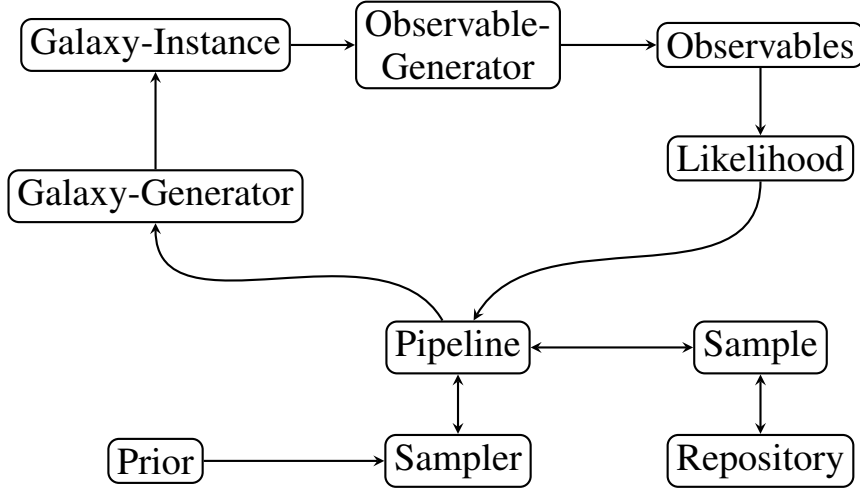 Galaxy-Instance
Observable-
Generator
Observables
Likelihood
Galaxy-Generator
Pipeline
Sample
Prior
Sampler
Repository